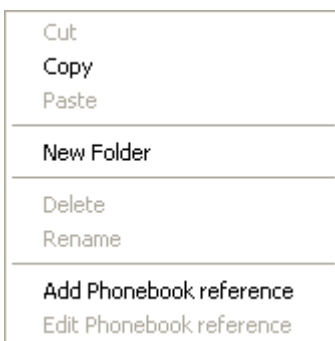 Cut
Copy
Paste
New Folder
Delete
Rename
Add Phonebook reference
Edit Phonebook reference